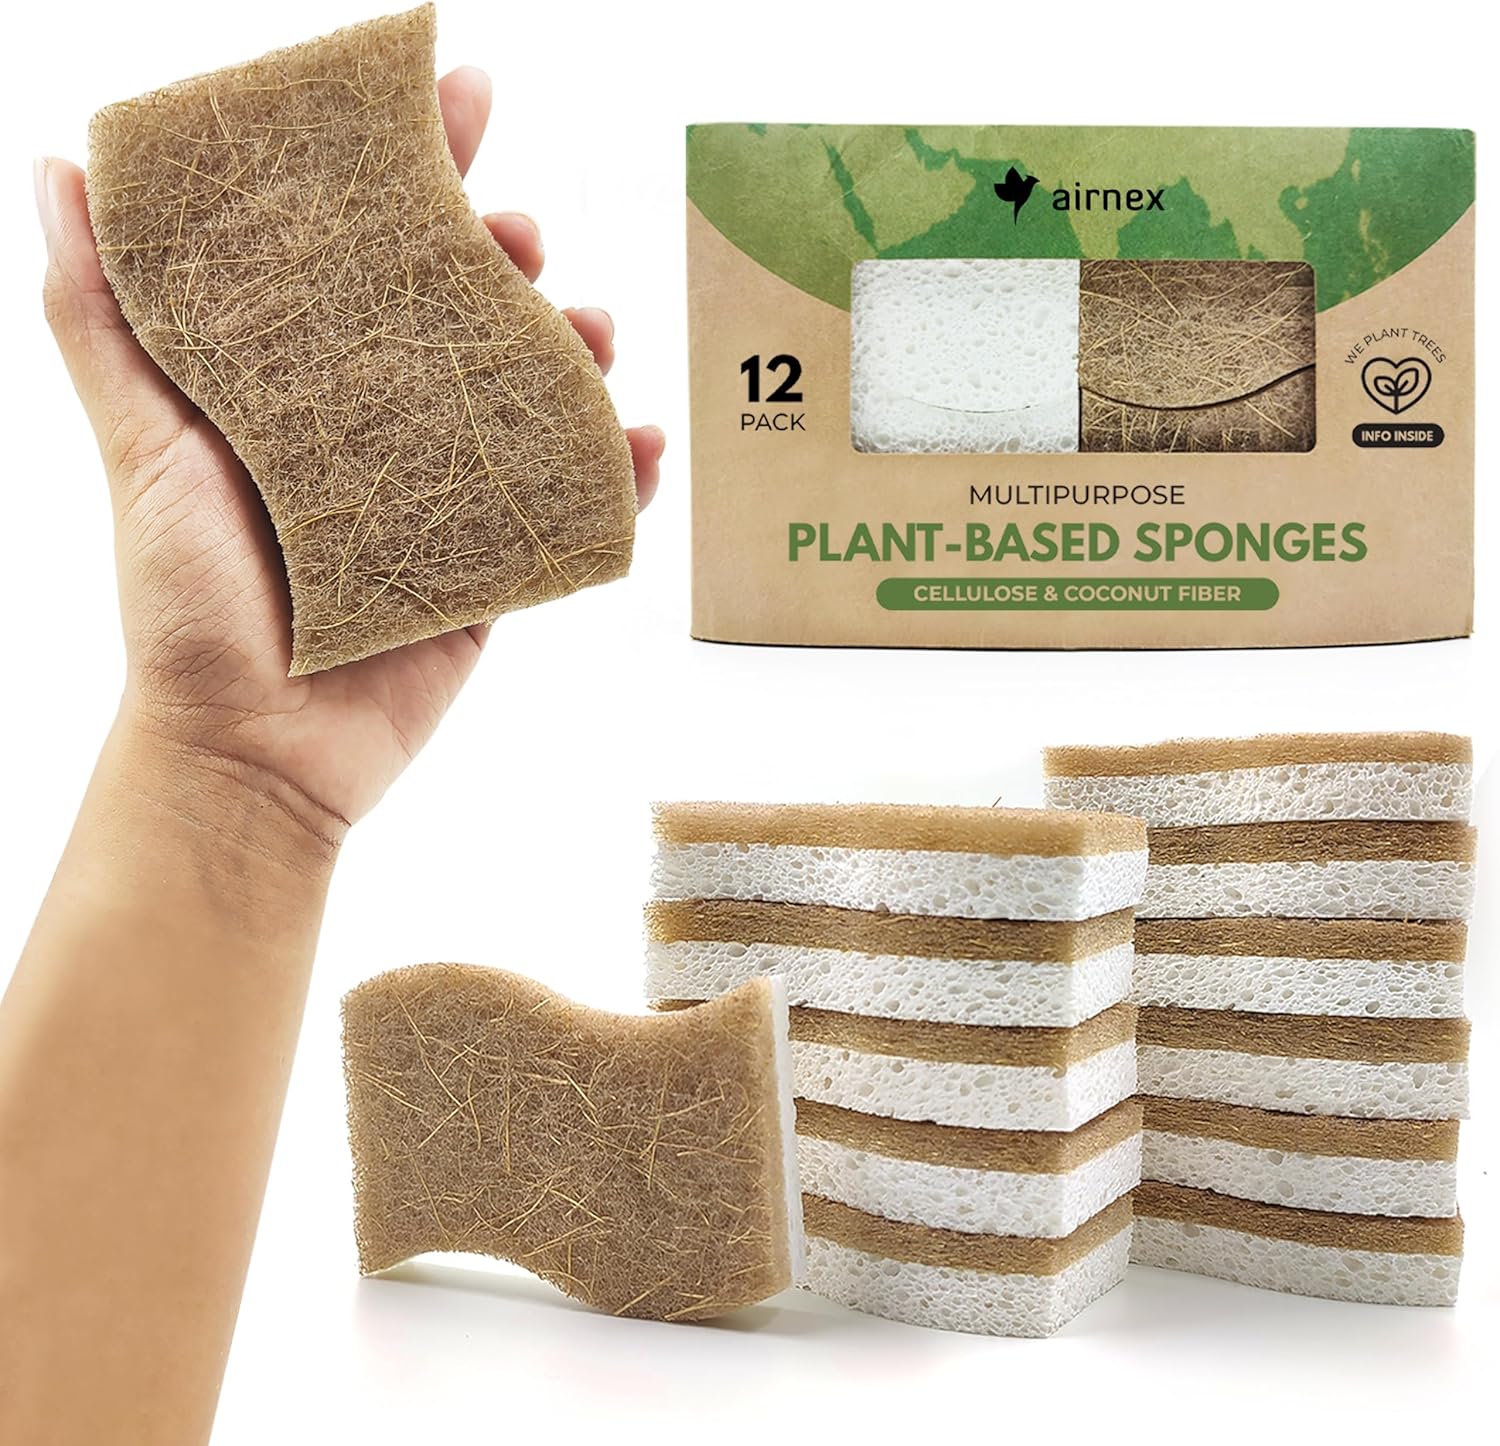 airnex
12
PACK
WE PLANT TREES
INFO INSIDE
MULTIPURPOSE
PLANT-BASED SPONGES
CELLULOSE & COCONUT FIBER